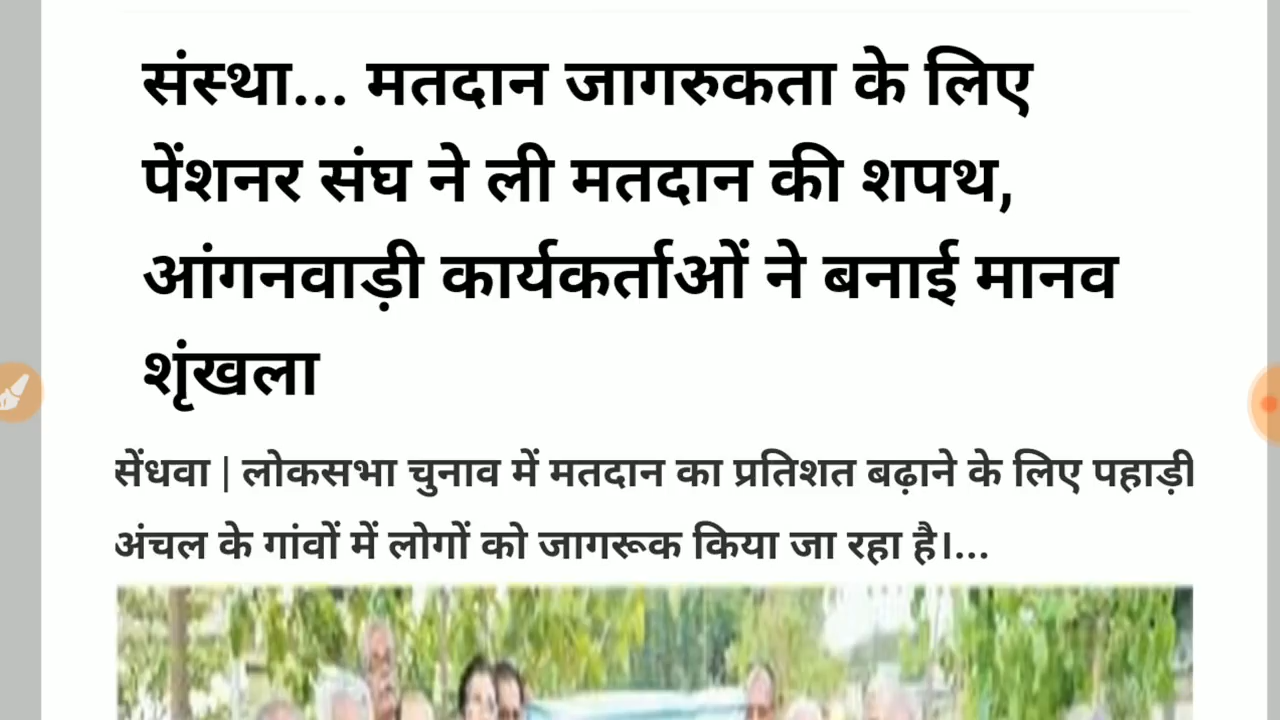 संस्था... मतदान जागरुकता के लिए
पेंशनर संघ ने ली मतदान की शपथ,
आंगनवाड़ी कार्यकर्ताओं ने बनाई मानव
शृंखला
सेंधवा | लोकसभा चुनाव में मतदान का प्रतिशत बढ़ाने के लिए पहाड़ी
अंचल के गांवों में लोगों को जागरूक किया जा रहा है।...